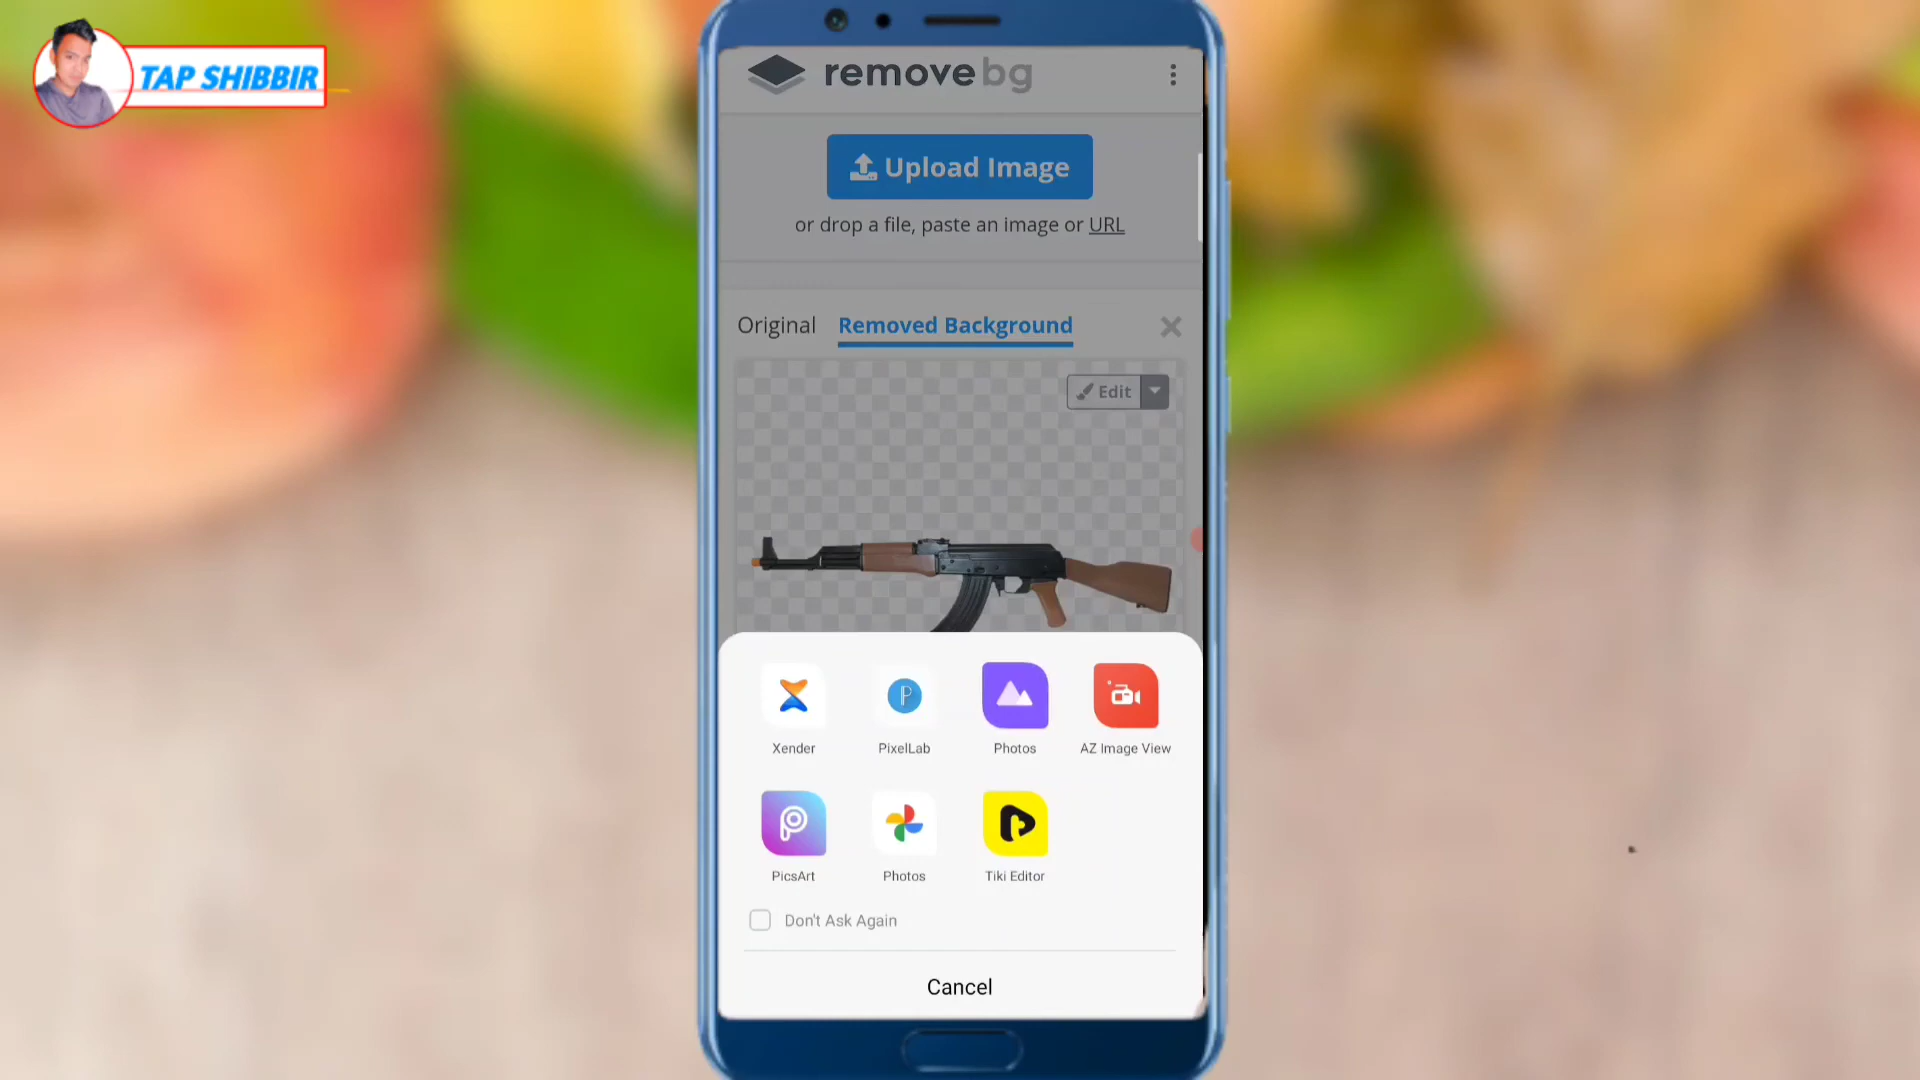 TAP SHIBBIR
remove bg
Upload Image
or drop a file, paste an image or URL
Original Removed Background
Edit
Xender PixelLab Photos AZ Image View
PicsArt Photos Tiki Editor
Don't Ask Again
Cancel